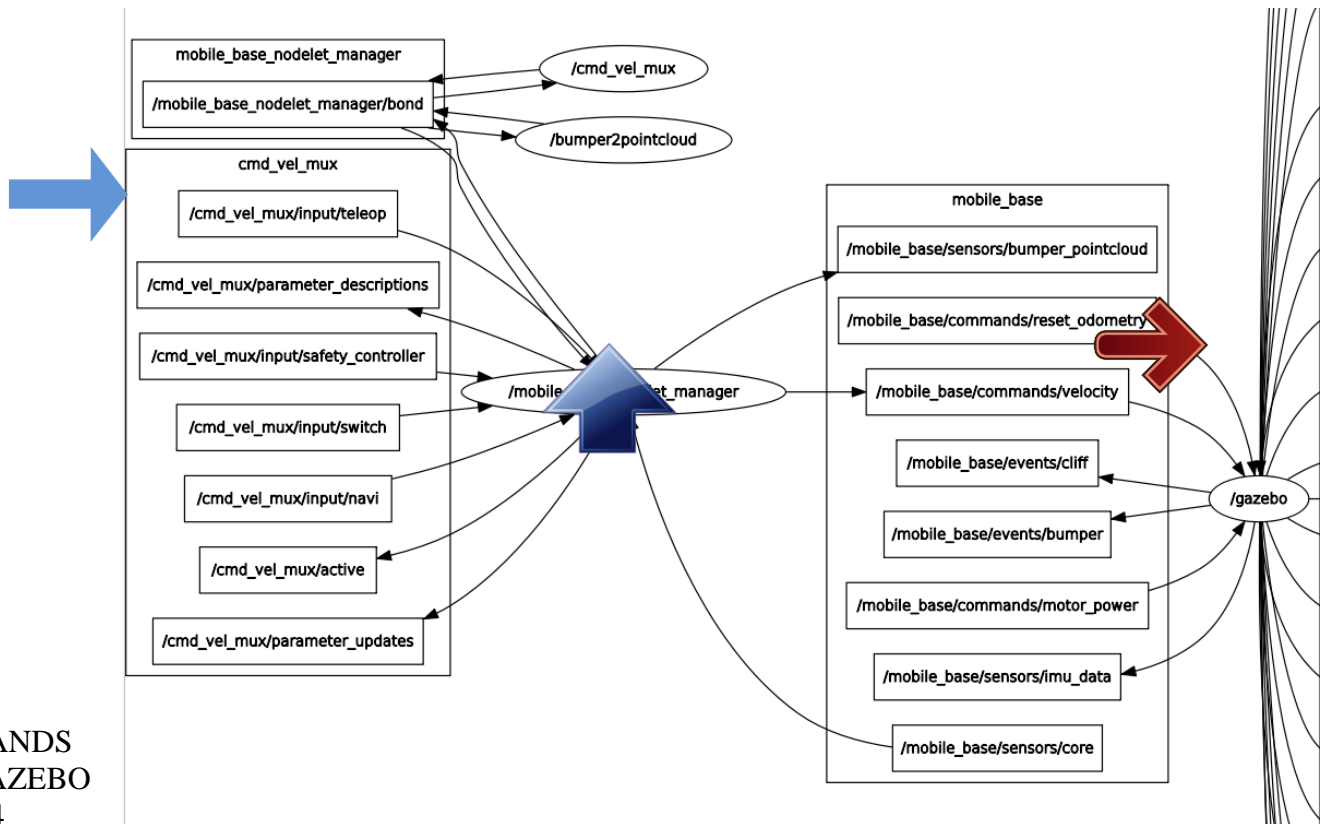 mobile_base_nodelet_manager
/mobile_base_nodelet_manager/bond
/cmd_vel_mux
/bumper2pointcloud
cmd_vel_mux
/cmd_vel_mux/input/teleop
/cmd_vel_mux/parameter_descriptions
/cmd_vel_mux/input/safety_controller
/cmd_vel_mux/input/switch
/cmd_vel_mux/input/navi
/cmd_vel_mux/active
/cmd_vel_mux/parameter_updates
/mobile et_manager
mobile_base
/mobile_base/sensors/bumper_pointcloud
/mobile_base/commands/reset_odometry
/mobile_base/commands/velocity
/mobile_base/events/cliff
/mobile_base/events/bumper
/mobile_base/commands/motor_power
/mobile_base/sensors/imu_data
/mobile_base/sensors/core
/gazebo
ANDS
AZEBO